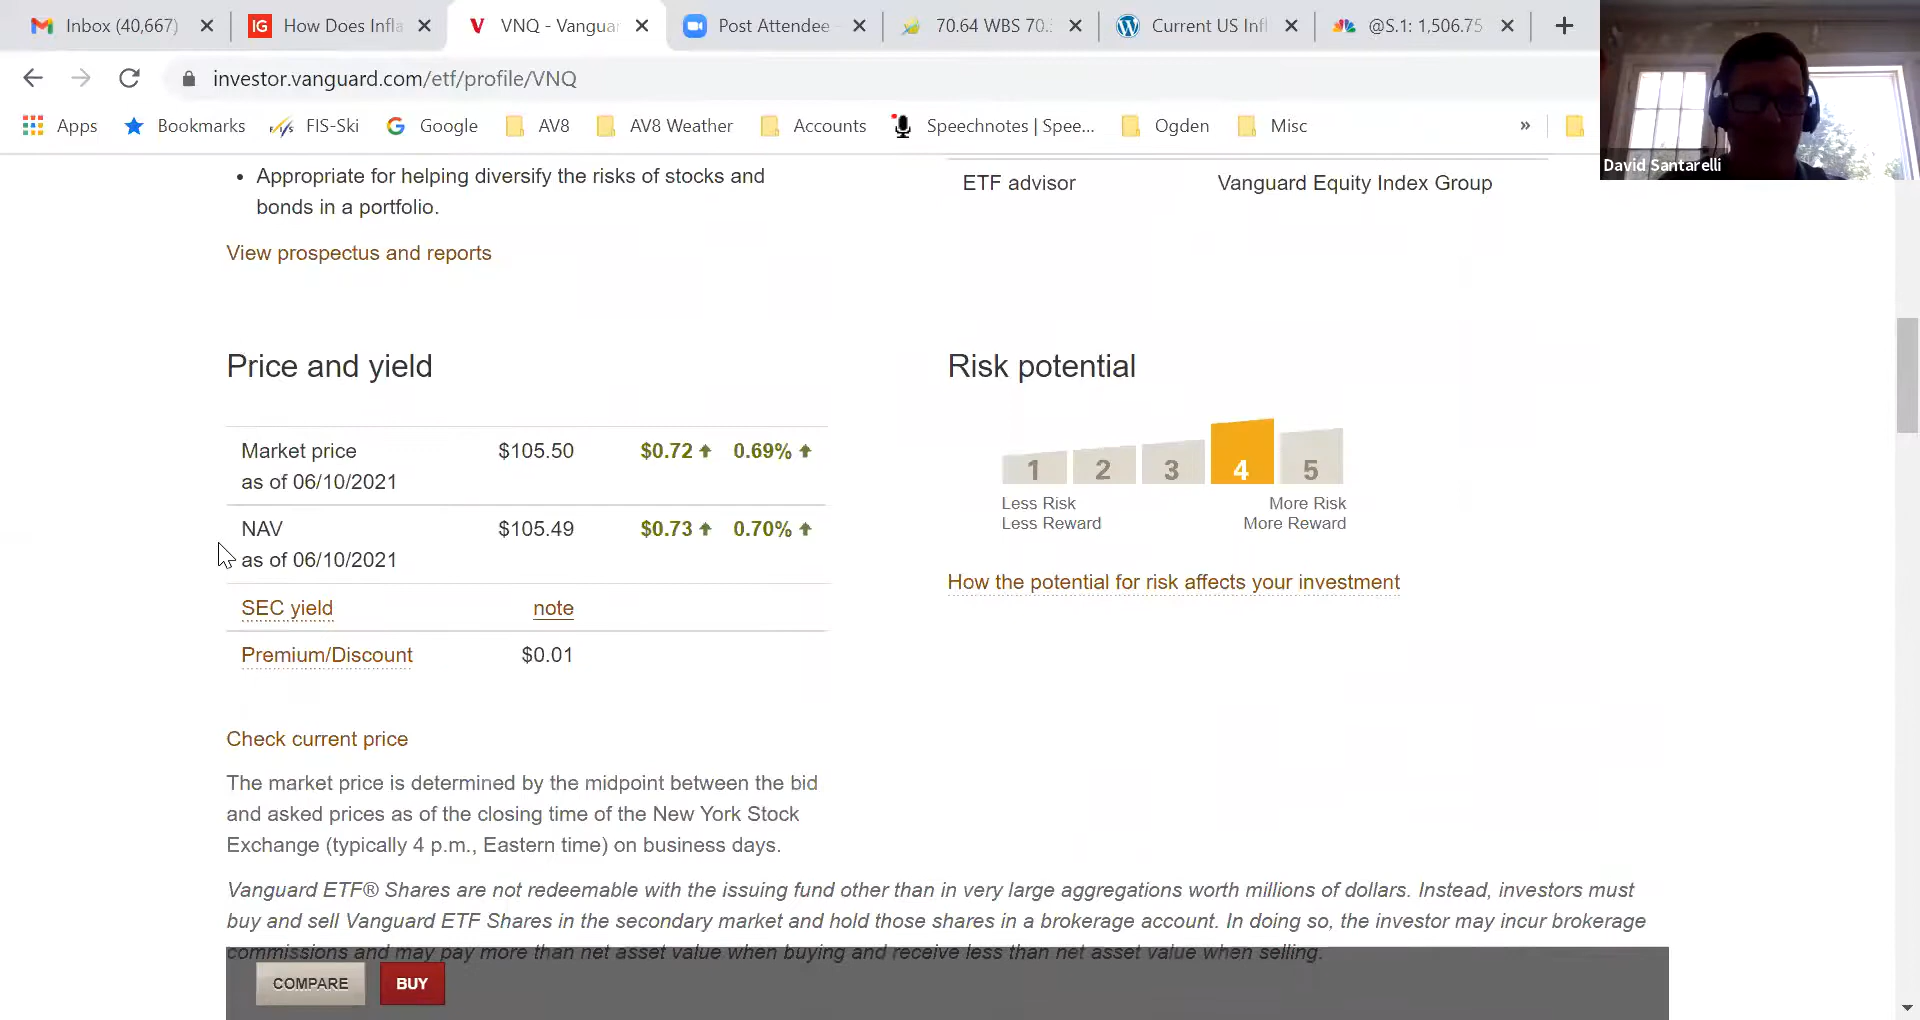 Inbox (40,667)
How Does Infla
VNQ - Vanguar
Post Attendee -
70.64 WBS 70.
Current US Infl
@S.1: 1,506.75
investor.vanguard.com/etf/profile/VNQ
Apps
Bookmarks
FIS-Ski
Google
AV8
AV8 Weather
Accounts
Speechnotes | Spee...
Ogden
Misc
»
David Santarelli
• Appropriate for helping diversify the risks of stocks and
bonds in a portfolio.
View prospectus and reports
ETF advisor Vanguard Equity Index Group
Price and yield
Market price $105.50 $0.72 0.69%
as of 06/10/2021
NAV $105.49 $0.73 0.70%
as of 06/10/2021
SEC yield note
Premium/Discount $0.01
Check current price
The market price is determined by the midpoint between the bid
and asked prices as of the closing time of the New York Stock
Exchange (typically 4 p.m., Eastern time) on business days.
Risk potential
1 2 3 4 5
Less Risk More Risk
Less Reward More Reward
How the potential for risk affects your investment
Vanguard ETF® Shares are not redeemable with the issuing fund other than in very large aggregations worth millions of dollars. Instead, investors must
buy and sell Vanguard ETF Shares in the secondary market and hold those shares in a brokerage account. In doing so, the investor may incur brokerage
commissions and may pay more than net asset value when buying and receive less than net asset value when selling.
COMPARE BUY